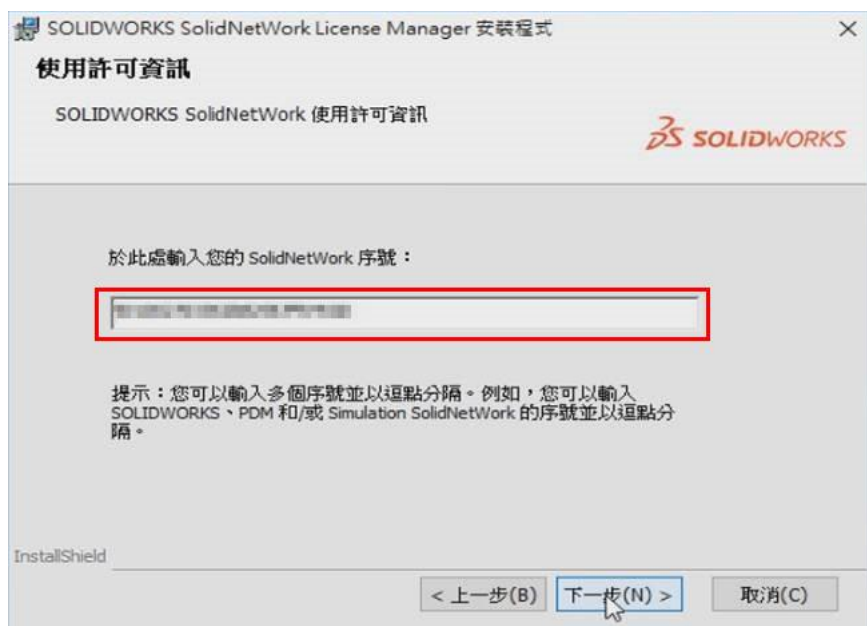 SOLIDWORKS SolidNetWork License Manager 安裝程式
使用許可資訊
SOLIDWORKS SolidNetWork 使用許可資訊
SOLIDWORKS
於此處輸入您的 SolidNetWork 序號：
提示：您可以輸入多個序號並以逗點分隔。例如，您可以輸入
SOLIDWORKS、PDM 和/或 Simulation SolidNetWork 的序號並以逗點分
隔。
InstallShield
< 上一步(B) 下一步(N) > 取消(C)